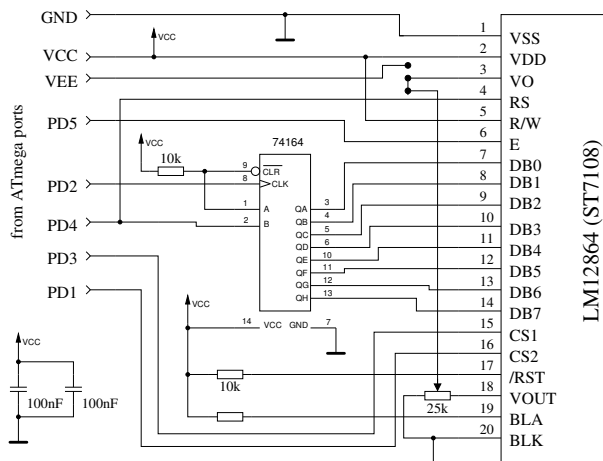 GND
VCC
VEE
PD5
PD2
PD4
PD3
PD1
from ATmega ports
VCC
VCC
10k
74164
9
CLR
8
CLK
1
A
2
B
QA
3
QB
4
QC
5
QD
6
QE
10
QF
11
QG
12
QH
13
VCC
14 VCC GND 7
10k
VCC
100nF 100nF
25k
1 VSS
2 VDD
3 VO
4 RS
5 R/W
6 E
7 DB0
8 DB1
9 DB2
10 DB3
11 DB4
12 DB5
13 DB6
14 DB7
15 CS1
16 CS2
17 /RST
18 VOUT
19 BLA
20 BLK
LM12864 (ST7108)